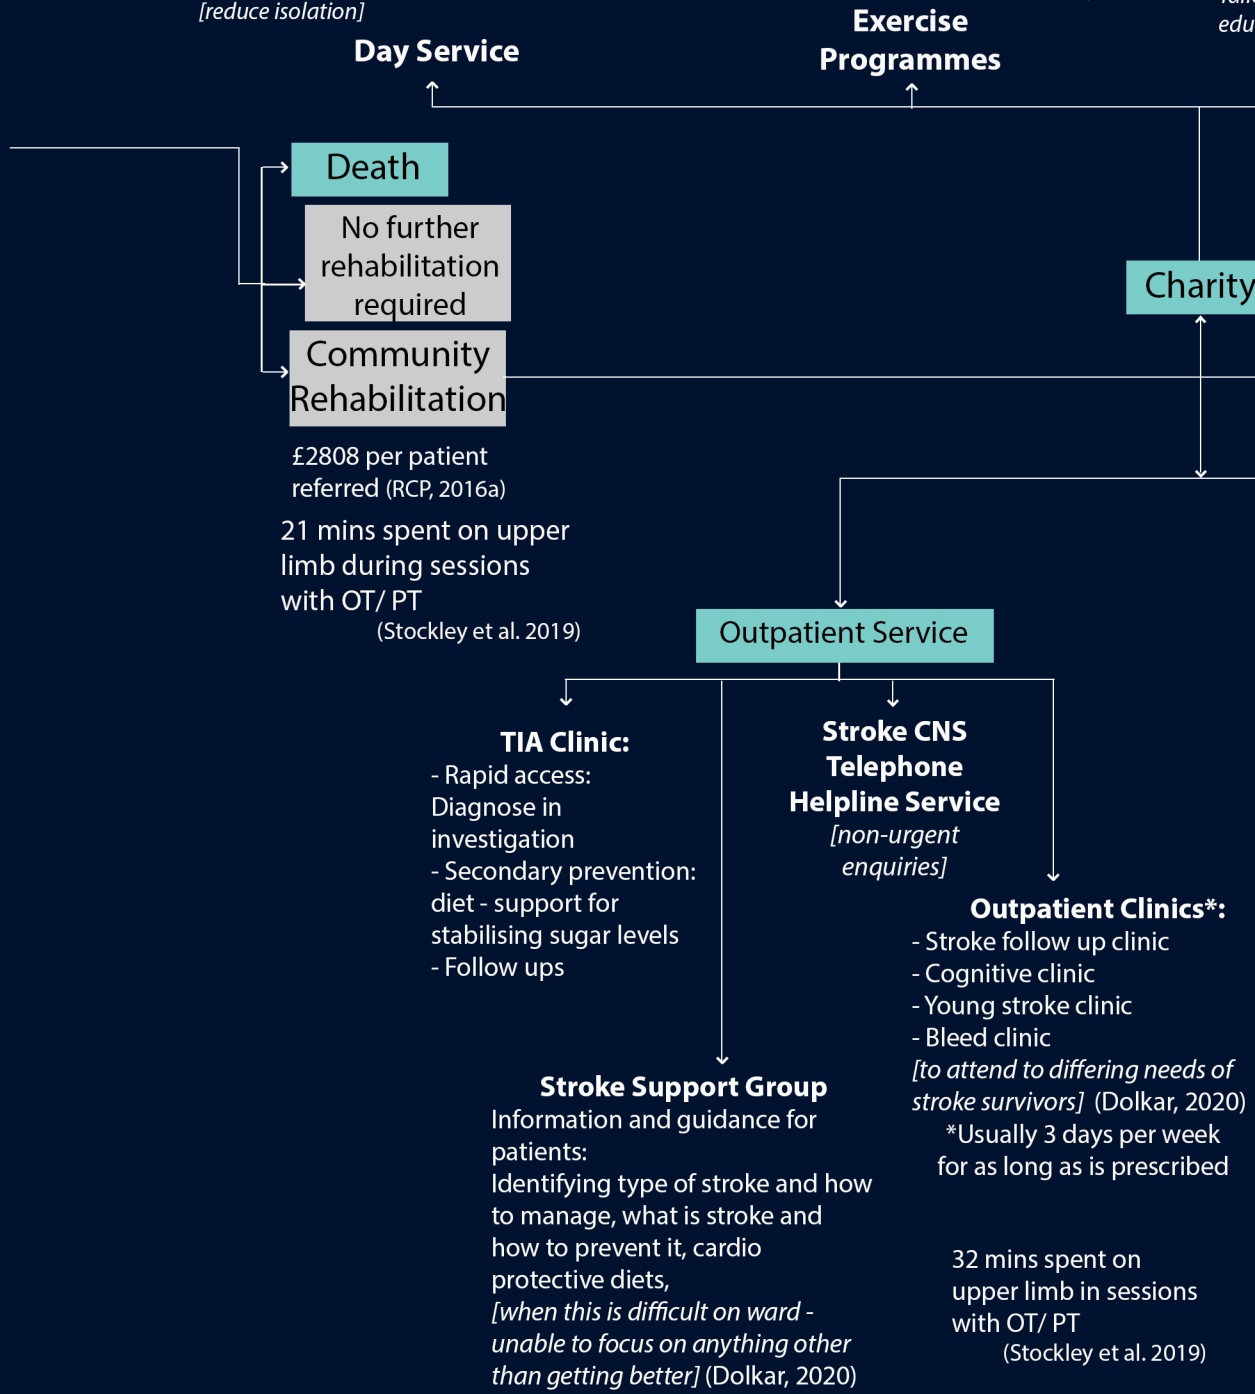 [reduce isolation]
Day Service
Exercise
Programmes
edu
Death
No further
rehabilitation
required
Community
Rehabilitation
£2808 per patient
referred (RCP, 2016a)
21 mins spent on upper
limb during sessions
with OT/ PT
(Stockley et al. 2019)
Charity
Outpatient Service
TIA Clinic:
- Rapid access:
Diagnose in
investigation
- Secondary prevention:
diet - support for
stabilising sugar levels
- Follow ups
Stroke CNS
Telephone
Helpline Service
[non-urgent
enquiries]
Stroke Support Group
Information and guidance for
patients:
Identifying type of stroke and how
to manage, what is stroke and
how to prevent it, cardio
protective diets,
[when this is difficult on ward -
unable to focus on anything other
than getting better] (Dolkar, 2020)
Outpatient Clinics*:
- Stroke follow up clinic
- Cognitive clinic
- Young stroke clinic
- Bleed clinic
[to attend to differing needs of
stroke survivors] (Dolkar, 2020)
*Usually 3 days per week
for as long as is prescribed
32 mins spent on
upper limb in sessions
with OT/ PT
(Stockley et al. 2019)